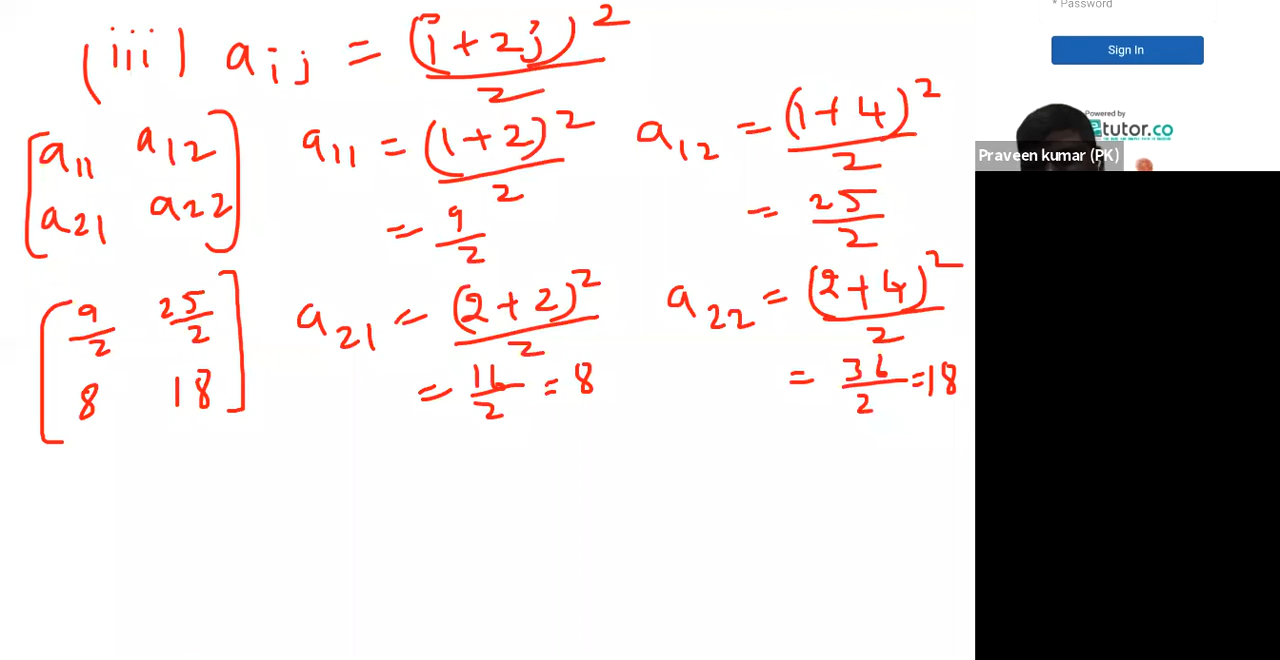 (iii) aij = (i+2j)²/2
[a11 a12
a21 a22]
a11 = (1+2)²/2
= 9/2
a12 = (1+4)²/2
= 25/2
[9/2 25/2
8 18]
a21 = (2+2)²/2
= 16/2 = 8
a22 = (2+4)²/2
= 36/2 = 18
* Password
Sign In
Powered by
etutor.co
Praveen kumar (PK)